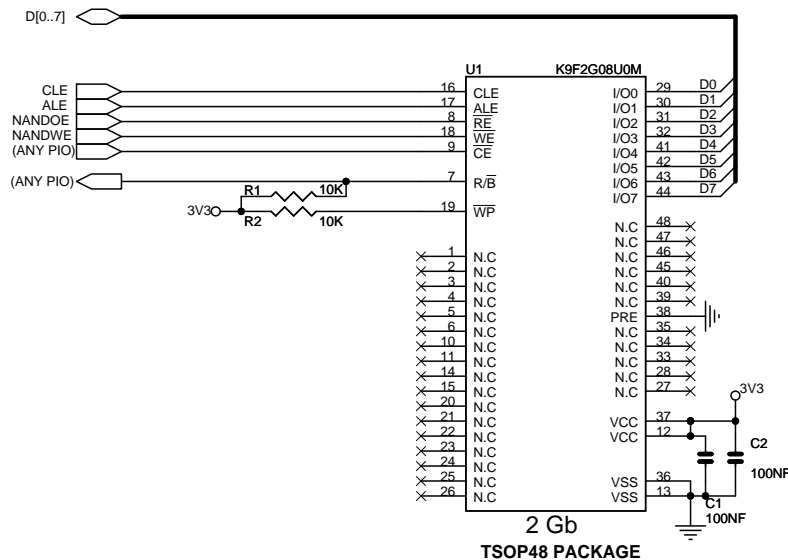 D[0..7]
U1 K9F2G08U0M
CLE 16 CLE I/O0 29 D0
ALE 17 ALE I/O1 30 D1
NANDOE 8 RE I/O2 31 D2
NANDWE 18 WE I/O3 32 D3
(ANY PIO) 9 CE I/O4 41 D4
I/O5 42 D5
(ANY PIO) 7 R/B I/O6 43 D6
I/O7 44 D7
R1 10K
3V3 19 WP
R2 10K
N.C 48
N.C 47
1 N.C N.C 46
2 N.C N.C 45
3 N.C N.C 40
4 N.C N.C 39
5 N.C PRE 38
6 N.C N.C 35
10 N.C N.C 34
11 N.C N.C 33
14 N.C N.C 28
15 N.C N.C 27
3V3
20 N.C
21 N.C VCC 37
22 N.C VCC 12
C2
23 N.C
24 N.C
100NF
25 N.C VSS 36
26 N.C VSS 13
C1
100NF
2 Gb
TSOP48 PACKAGE